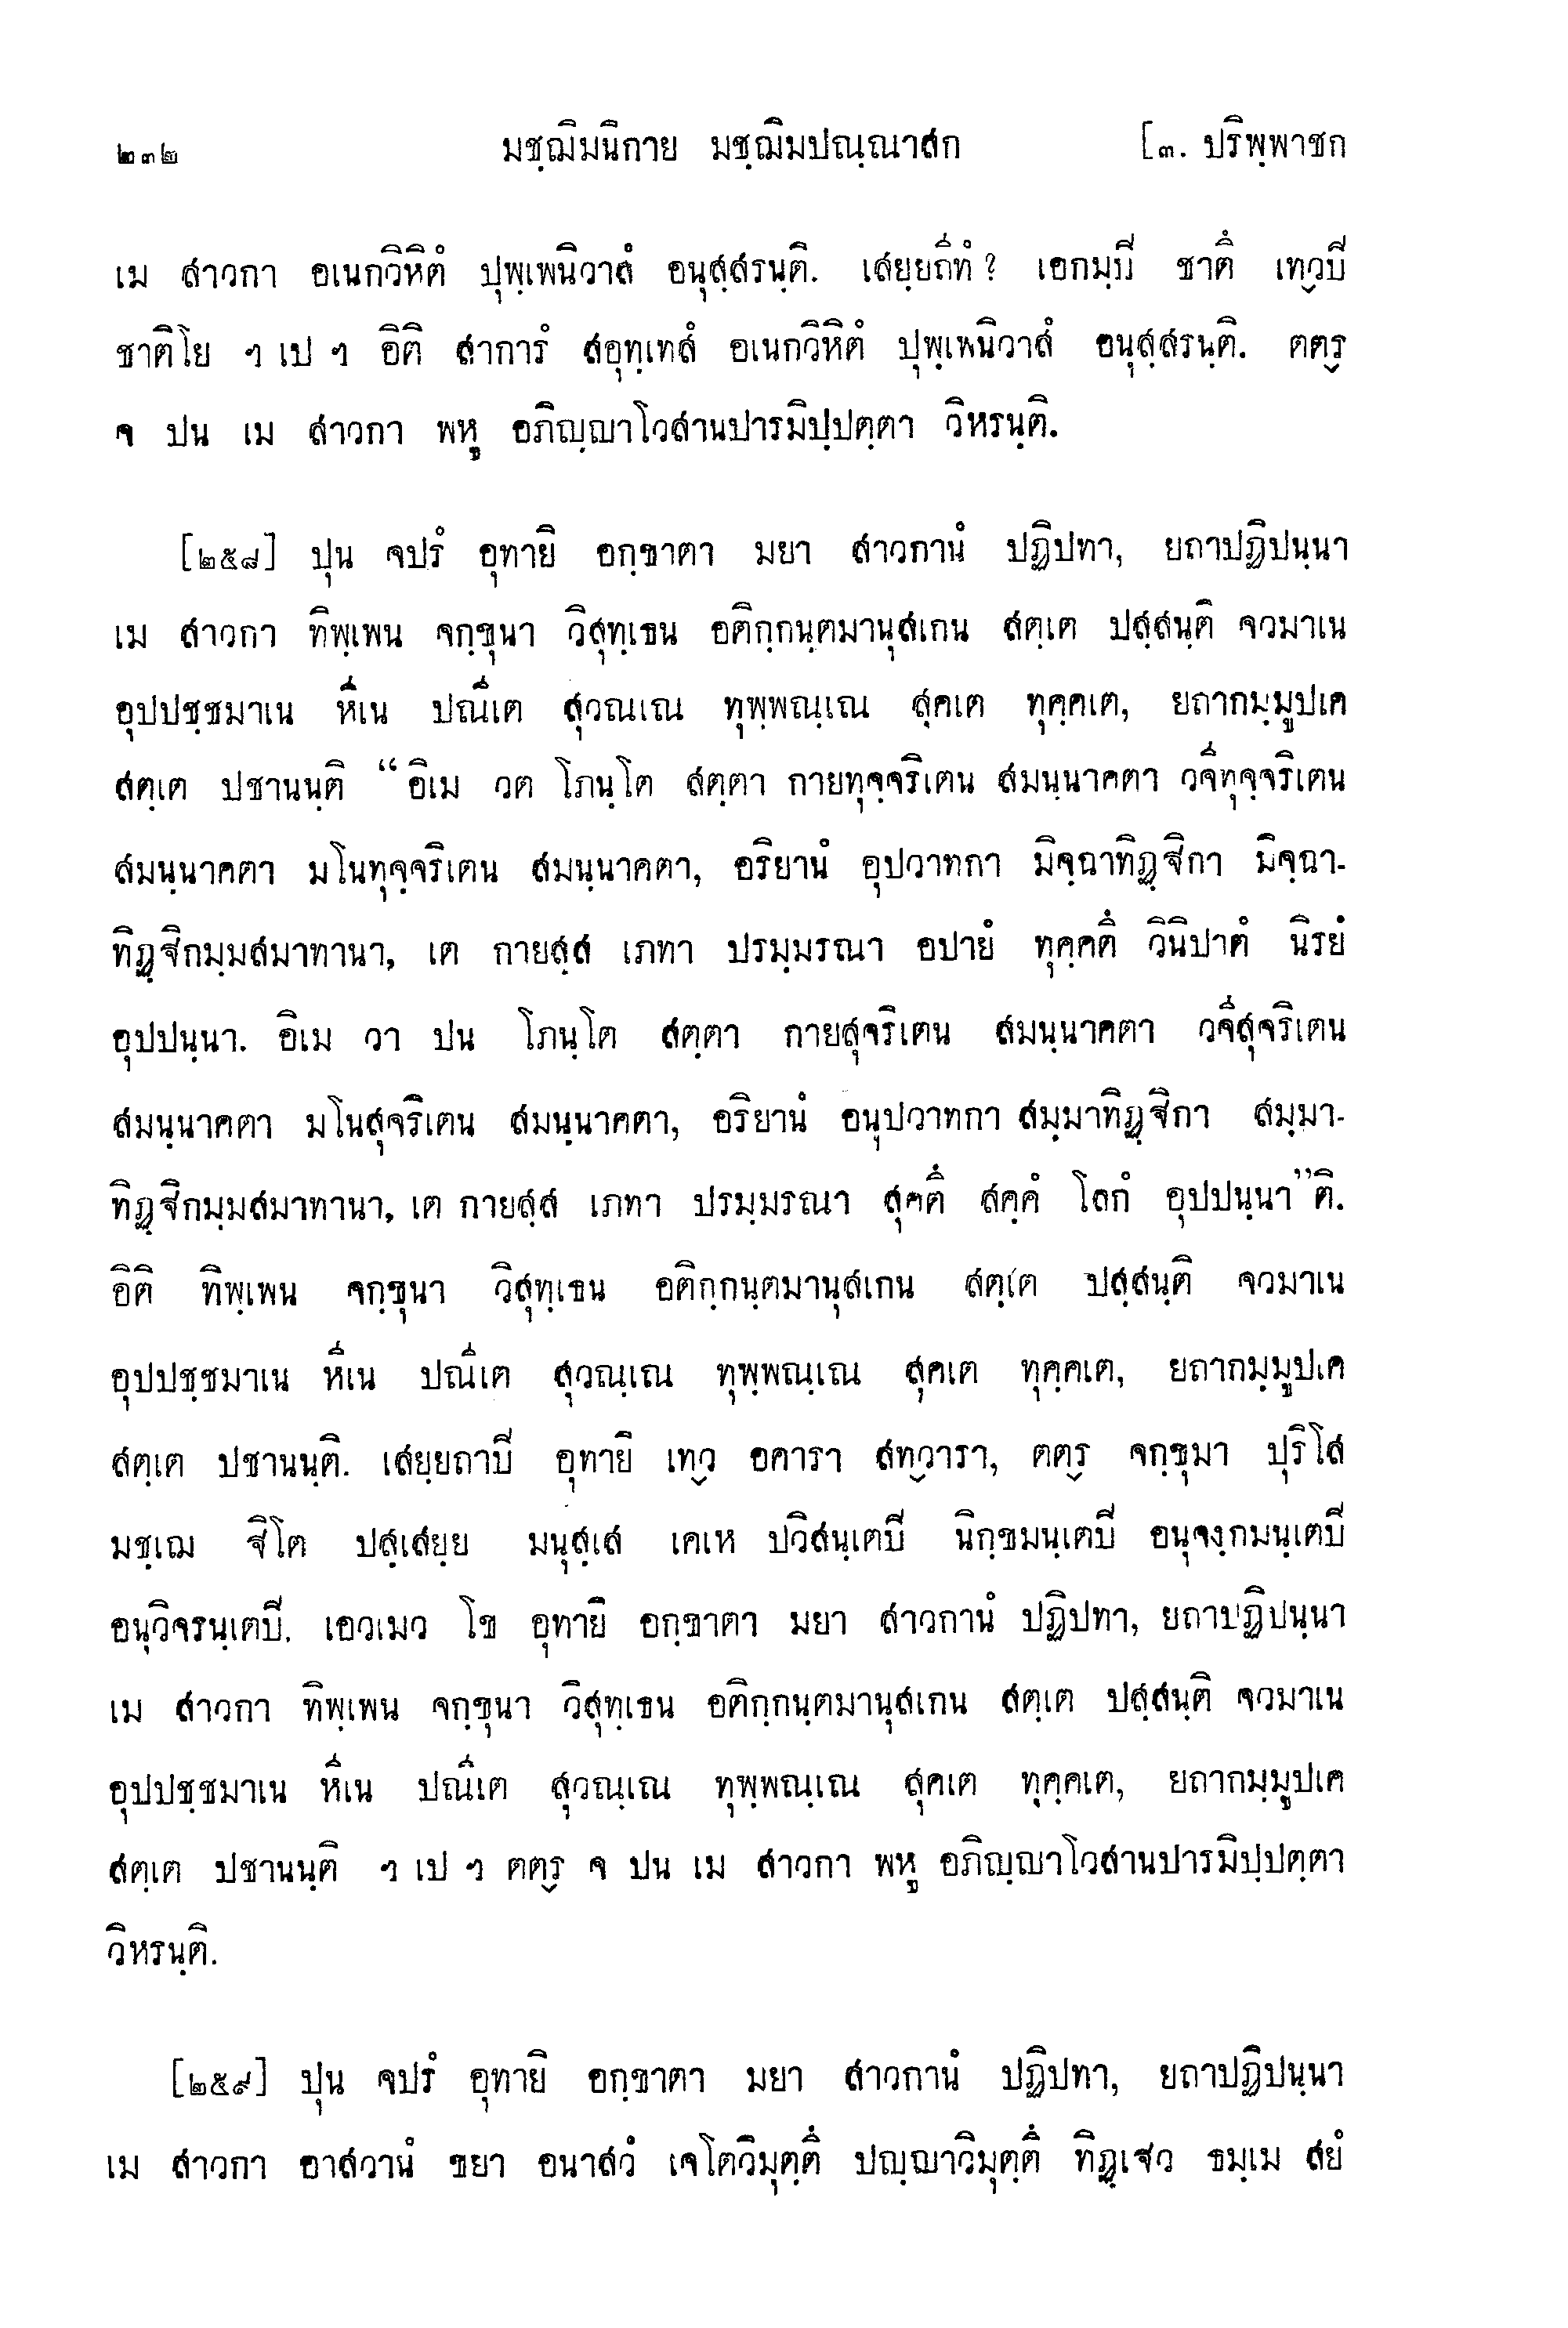 ๒๓๒ มชฺฌิมนิกาย มชฺฌิมปณฺณาสก [๓. ปริพฺพาชก
เม สาวกา อเนกวิหิตํ ปุพฺเพนิวาสํ อนุสฺสรนฺติ. เสยฺยถีทํ? เอกมฺปี ชาตึ เทฺวปี
ชาติโย ฯ เป ฯ อิติ สาการํ สอุทฺเทสํ อเนกวิหิตํ ปุพฺเพนิวาสํ อนุสฺสรนฺติ. ตตฺร
จ ปน เม สาวกา พหู อภิญฺญาโวสานปารมิปฺปตฺตา วิหรนฺติ.
[๒๕๘] ปุน จปรํ อุทายิ อกฺขาตา มยา สาวกานํ ปฏิปทา, ยถาปฏิปนฺนา
เม สาวกา ทิพฺเพน จกฺขุนา วิสุทฺเธน อติกฺกนฺตมานุสเกน สตฺเต ปสฺสนฺติ จวมาเน
อุปปชฺชมาเน หีเน ปณีเต สุวณเณ ทุพฺพณฺเณ สุคเต ทุคฺคเต, ยถากมฺมูปเค
สตฺเต ปชานนฺติ “อิเม วต โภนฺโต สตฺตา กายทุจฺจริเตน สมนฺนาคตา วจีทุจฺจริเตน
สมนฺนาคตา มโนทุจฺจริเตน สมนฺนาคตา, อริยานํ อุปวาทกา มิจฺฉาทิฏฺฐิกา มิจฺฉา-
ทิฏฺฐิกมฺมสมาทานา, เต กายสฺส เภทา ปรมฺมรณา อปายํ ทุคฺคตึ วินิปาตํ นิรยํ
อุปปนฺนา. อิเม วา ปน โภนฺโต สตฺตา กายสุจริเตน สมนฺนาคตา วจีสุจริเตน
สมนฺนาคตา มโนสุจริเตน สมนฺนาคตา, อริยานํ อนุปวาทกา สมฺมาทิฏฺฐิกา สมฺมา-
ทิฏฺฐิกมฺมสมาทานา, เต กายสฺส เภทา ปรมฺมรณา สุคตึ สคฺคํ โลกํ อุปปนฺนา”ติ.
อิติ ทิพฺเพน จกฺขุนา วิสุทฺเธน อติกฺกนฺตมานุสเกน สตฺเต ปสฺสนฺติ จวมาเน
อุปปชฺชมาเน หีเน ปณีเต สุวณฺเณ ทุพฺพณฺเณ สุคเต ทุคฺคเต, ยถากมฺมูปเค
สตฺเต ปชานนฺติ. เสยฺยถาปี อุทายิ เทฺว อคารา สทฺวารา, ตตฺร จกฺขุมา ปุริโส
มชฺเฌ ฐิโต ปสฺเสยฺย มนุสฺเส เคเห ปวิสนฺเตปี นิกฺขมนฺเตปี อนุจงฺกมนฺเตปี
อนุวิจรนฺเตปี. เอวเมว โข อุทายิ อกฺขาตา มยา สาวกานํ ปฏิปทา, ยถาปฏิปนฺนา
เม สาวกา ทิพฺเพน จกฺขุนา วิสุทฺเธน อติกฺกนฺตมานุสเกน สตฺเต ปสฺสนฺติ จวมาเน
อุปปชฺชมาเน หีเน ปณีเต สุวณฺเณ ทุพฺพณฺเณ สุคเต ทุคฺคเต, ยถากมฺมูปเค
สตฺเต ปชานนฺติ ฯ เป ฯ ตตฺร จ ปน เม สาวกา พหู อภิญฺญาโวสานปารมิปฺปตฺตา
วิหรนฺติ.
[๒๕๙] ปุน จปรํ อุทายิ อกฺขาตา มยา สาวกานํ ปฏิปทา, ยถาปฏิปนฺนา
เม สาวกา อาสวานํ ขยา อนาสวํ เจโตวิมุตฺตึ ปญฺญาวิมุตฺตึ ทิฏฺเฐว ธมฺเม สยํ